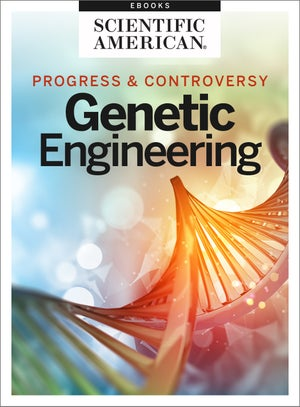 EBOOKS
SCIENTIFIC
AMERICAN®
PROGRESS & CONTROVERSY
Genetic
Engineering